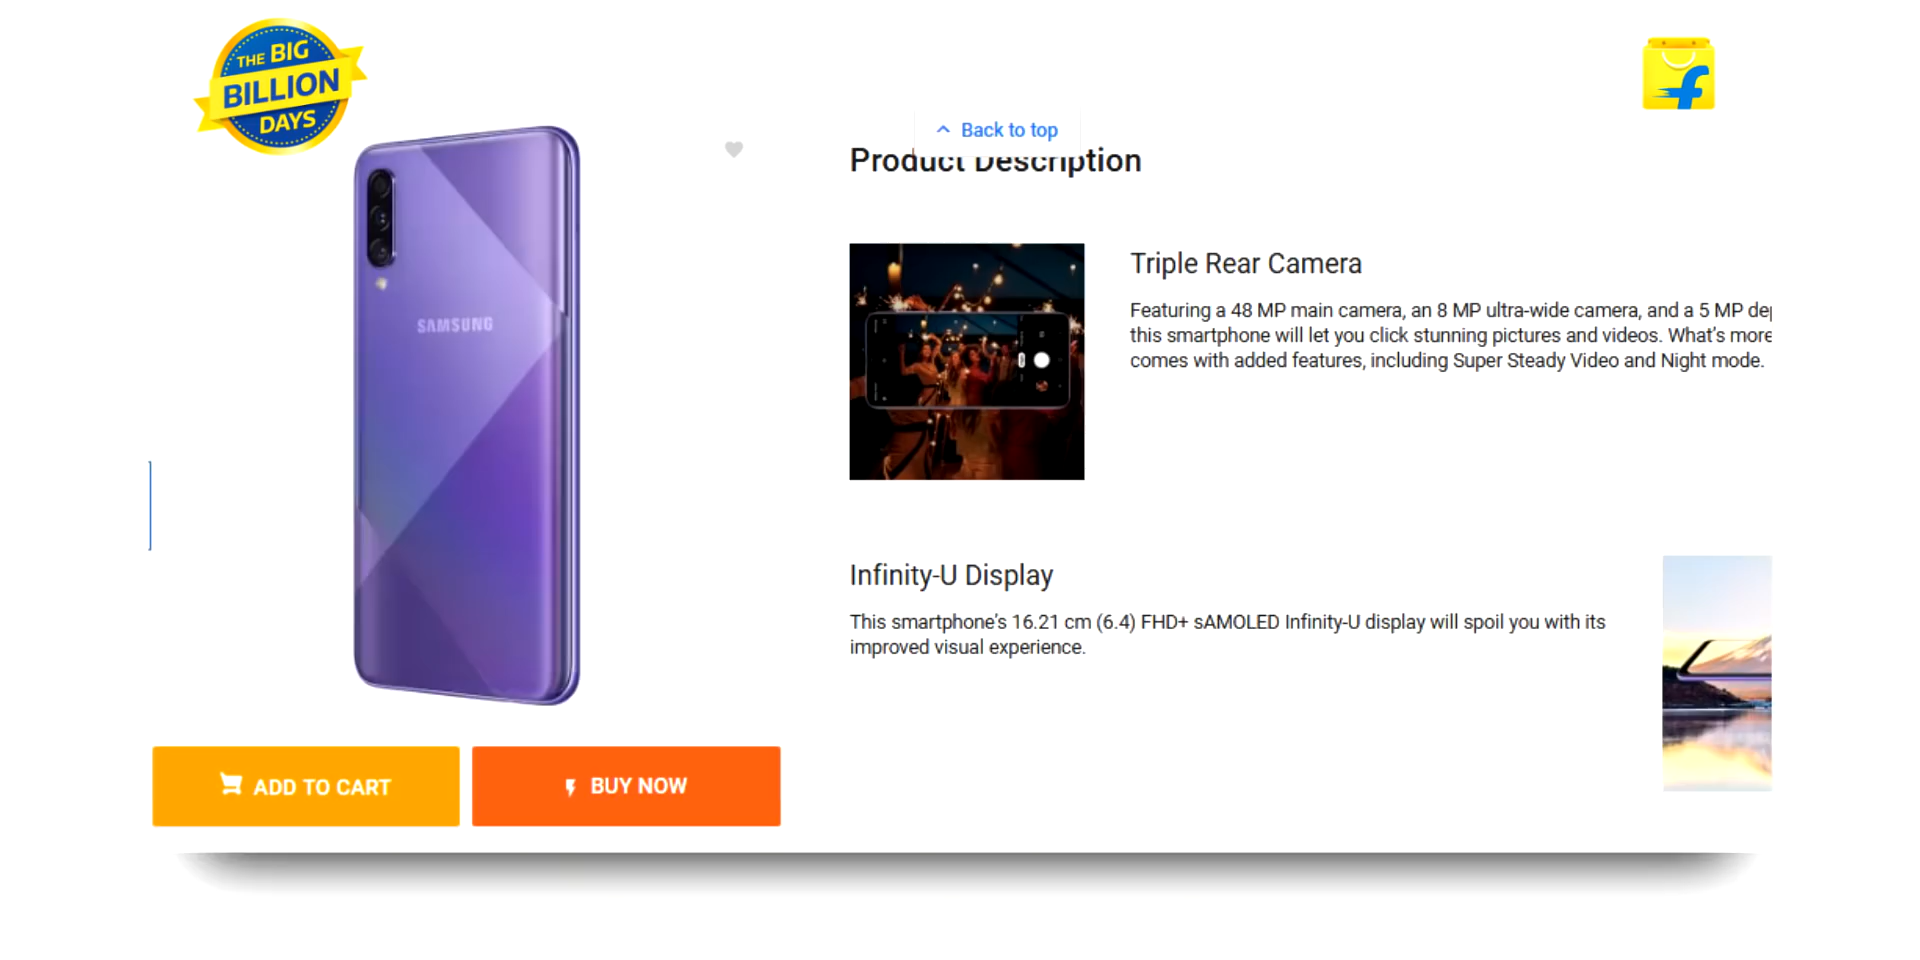 THE BIG
BILLION
DAYS
SAMSUNG
ADD TO CART
BUY NOW
Back to top
Product Description
Triple Rear Camera
Featuring a 48 MP main camera, an 8 MP ultra-wide camera, and a 5 MP
this smartphone will let you click stunning pictures and videos. What's more
comes with added features, including Super Steady Video and Night mode.
Infinity-U Display
This smartphone's 16.21 cm (6.4) FHD+ sAMOLED Infinity-U display will spoil you with its
improved visual experience.